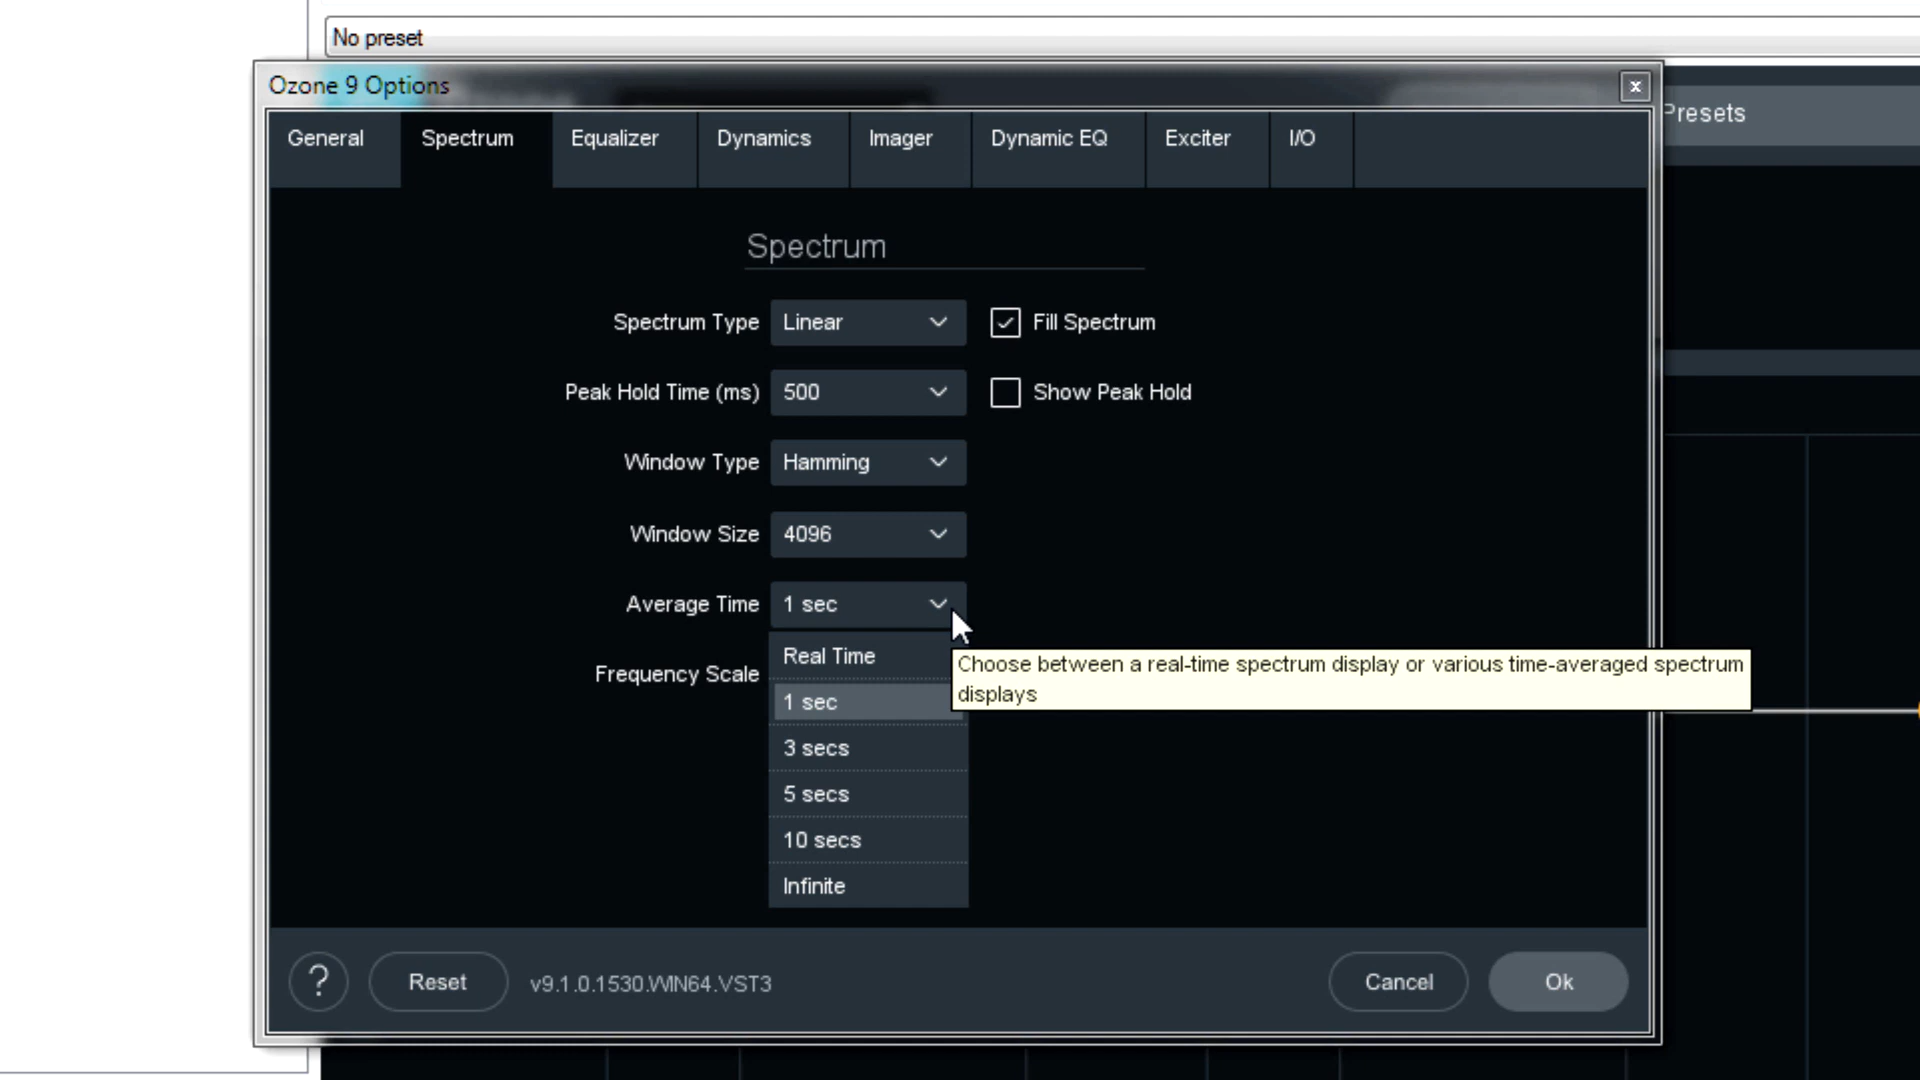 No preset
Ozone 9 Options
Presets
General Spectrum Equalizer Dynamics Imager Dynamic EQ Exciter I/O
Spectrum
Spectrum Type Linear Fill Spectrum
Peak Hold Time (ms) 500 Show Peak Hold
Window Type Hamming
Window Size 4096
Average Time 1 sec
Real Time
Frequency Scale
Choose between a real-time spectrum display or various time-averaged spectrum
displays
1 sec
3 secs
5 secs
10 secs
Infinite
? Reset v9.1.0.1530.WIN64.VST3 Cancel Ok